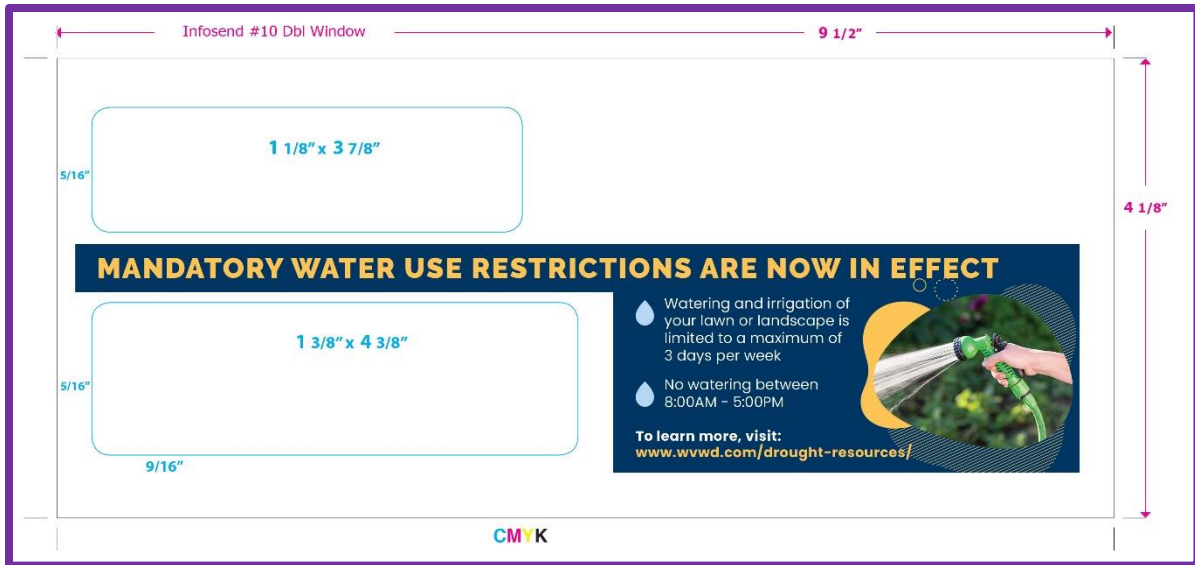 Infosend #10 Dbl Window
9 1/2”
1 1/8” x 3 7/8”
5/16”
4 1/8”
MANDATORY WATER USE RESTRICTIONS ARE NOW IN EFFECT
1 3/8” x 4 3/8”
5/16”
9/16”
Watering and irrigation of
your lawn or landscape is
limited to a maximum of
3 days per week
No watering between
8:00AM - 5:00PM
To learn more, visit:
www.wvwd.com/drought-resources/
CMYK